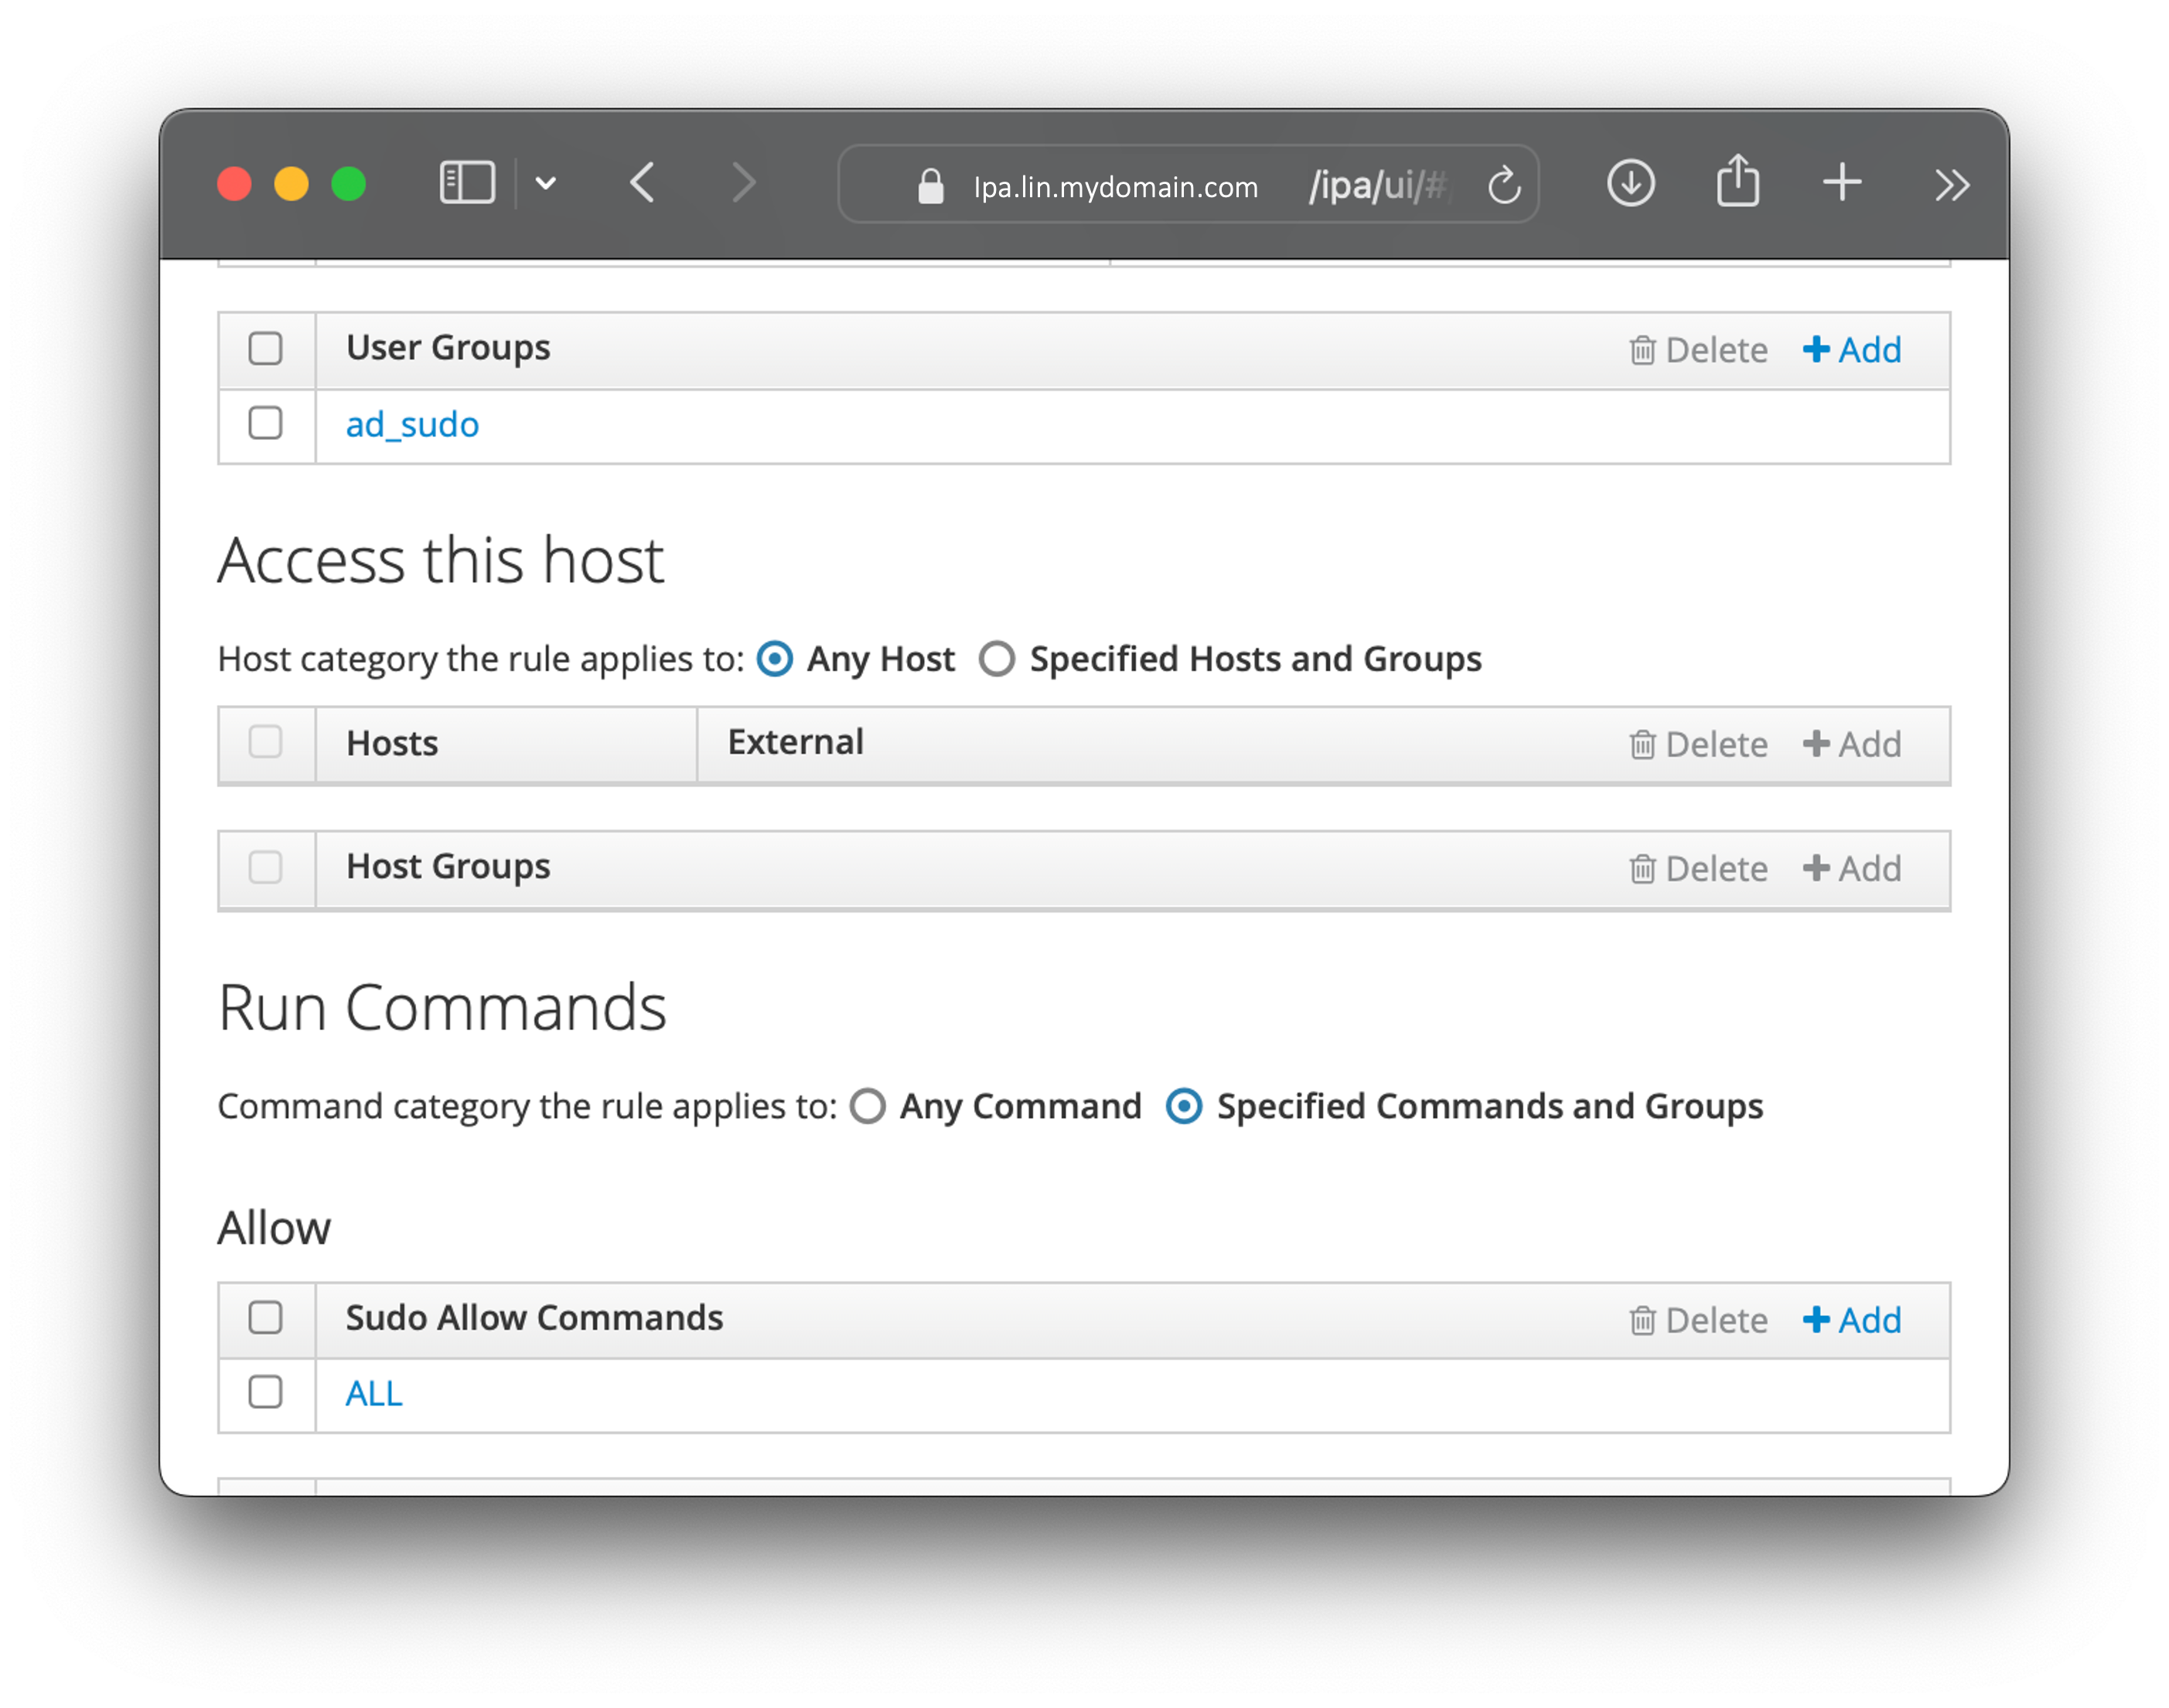 Ipa.lin.mydomain.com /ipa/ui/#
User Groups Delete Add
ad_sudo
Access this host
Host category the rule applies to: Any Host Specified Hosts and Groups
Hosts External Delete Add
Host Groups Delete Add
Run Commands
Command category the rule applies to: Any Command Specified Commands and Groups
Allow
Sudo Allow Commands Delete Add
ALL